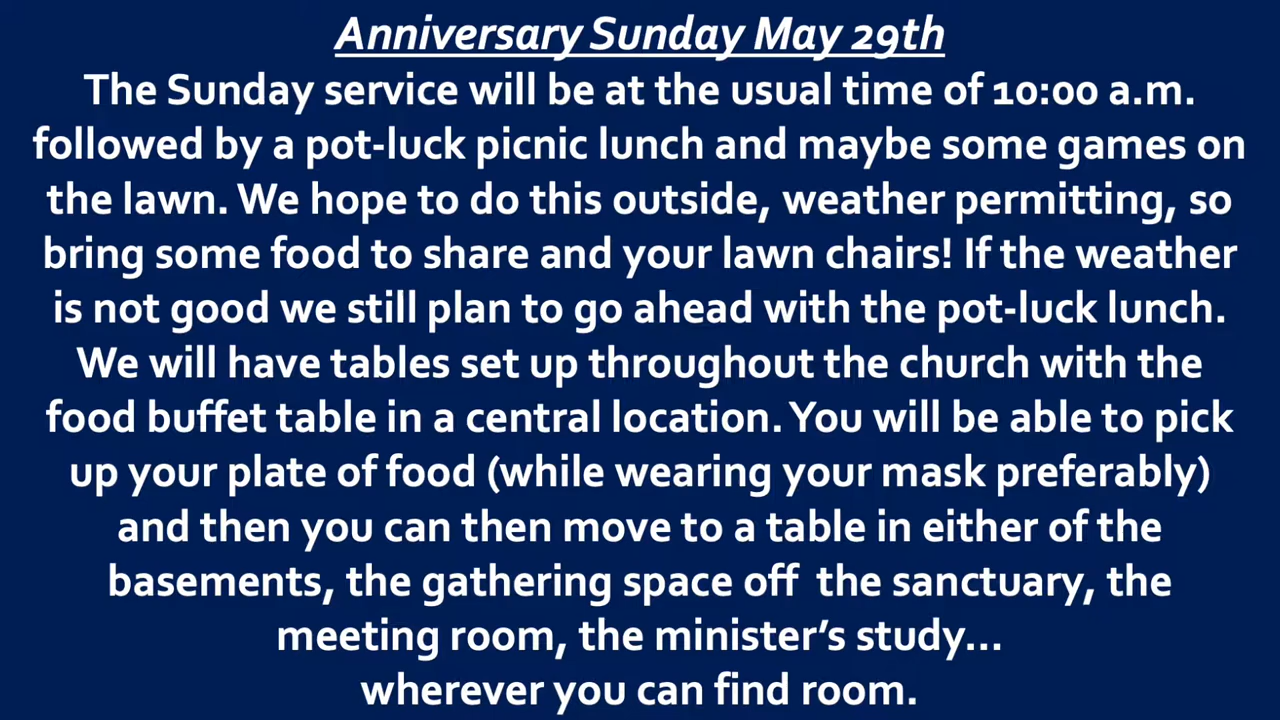 Anniversary Sunday May 29th
The Sunday service will be at the usual time of 10:00 a.m.
followed by a pot-luck picnic lunch and maybe some games on
the lawn. We hope to do this outside, weather permitting, so
bring some food to share and your lawn chairs! If the weather
is not good we still plan to go ahead with the pot-luck lunch.
We will have tables set up throughout the church with the
food buffet table in a central location. You will be able to pick
up your plate of food (while wearing your mask preferably)
and then you can then move to a table in either of the
basements, the gathering space off  the sanctuary, the
meeting room, the minister’s study...
wherever you can find room.